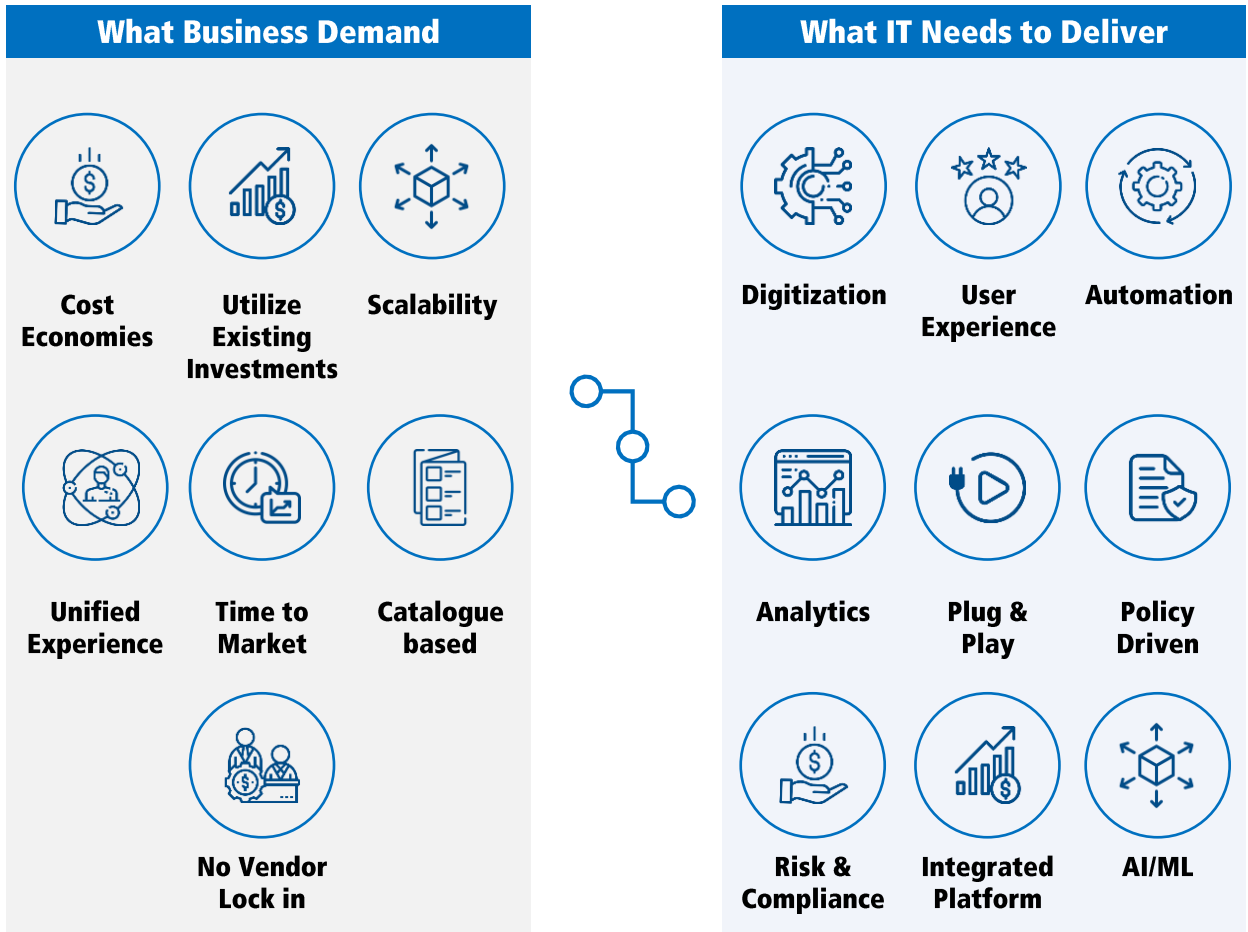 What Business Demand
Cost
Economies
Utilize
Existing
Investments
Scalability
Unified
Experience
Time to
Market
Catalogue
based
No Vendor
Lock in
What IT Needs to Deliver
Digitization
User
Experience
Automation
Analytics
Plug &
Play
Policy
Driven
Risk &
Compliance
Integrated
Platform
AI/ML